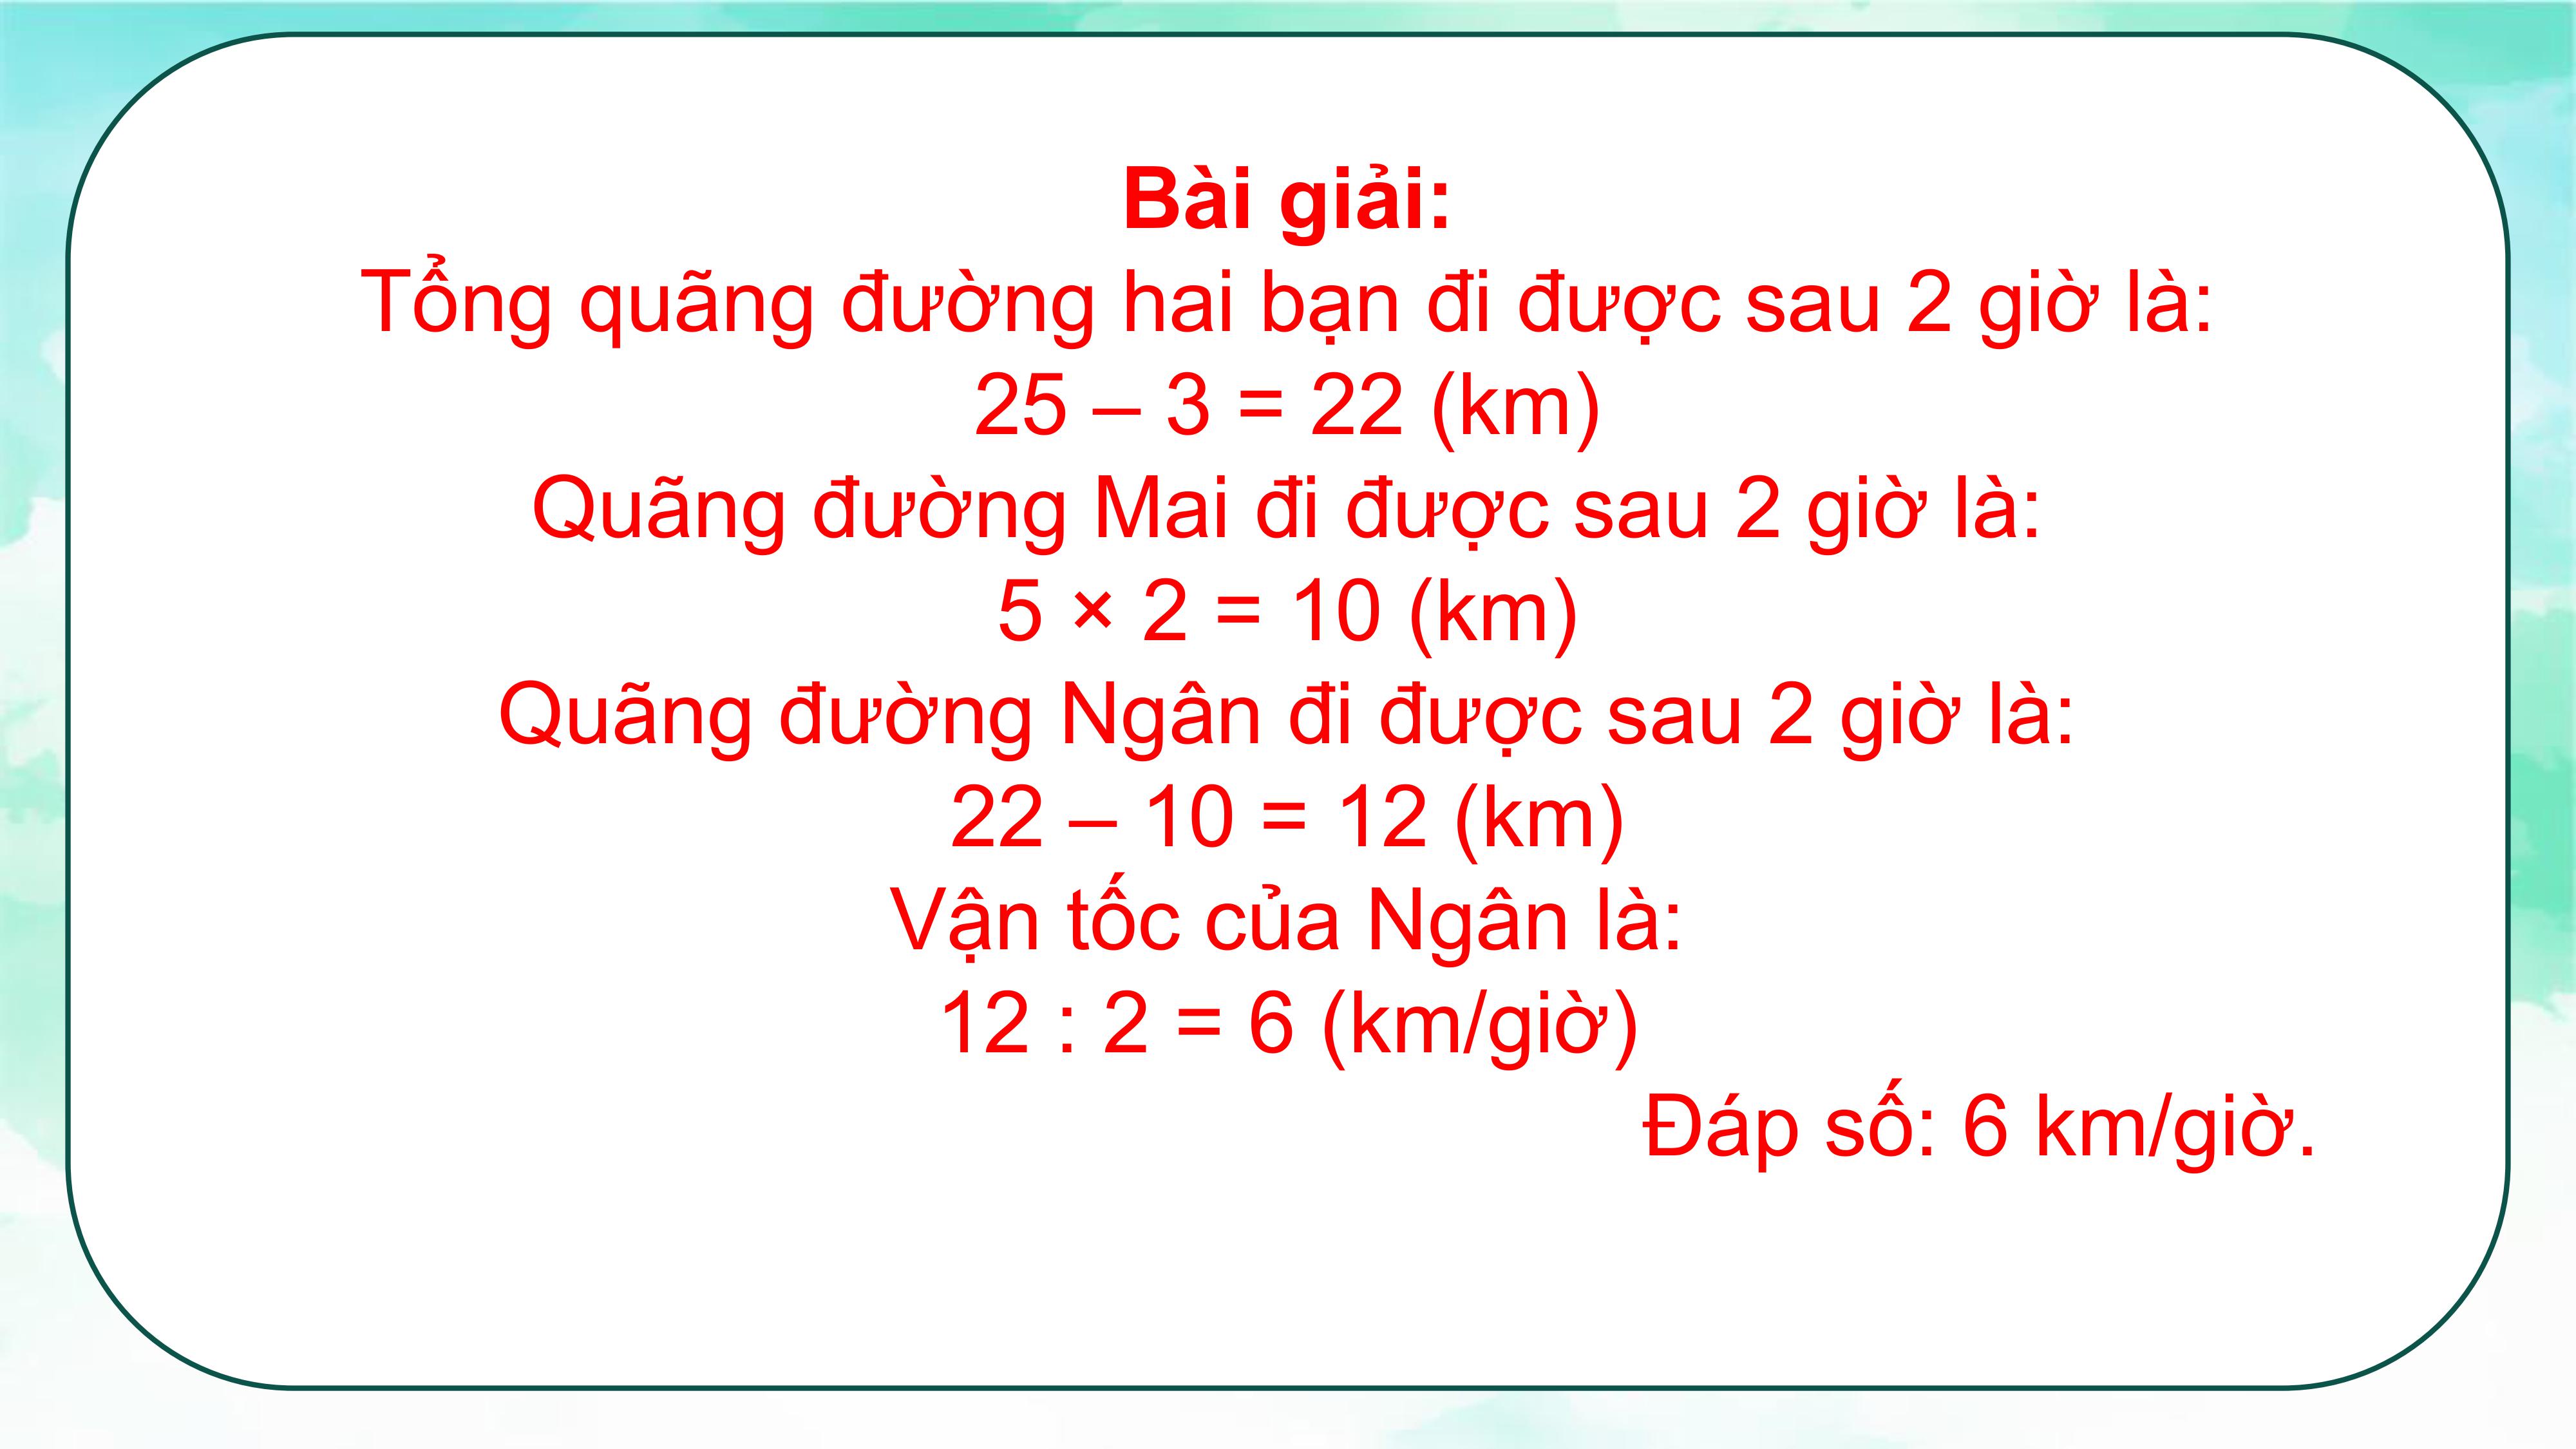 Bài giải:
Tổng quãng đường hai bạn đi được sau 2 giờ là:
25 – 3 = 22 (km)
Quãng đường Mai đi được sau 2 giờ là:
5 × 2 = 10 (km)
Quãng đường Ngân đi được sau 2 giờ là:
22 – 10 = 12 (km)
Vận tốc của Ngân là:
12 : 2 = 6 (km/giờ)
Đáp số: 6 km/giờ.